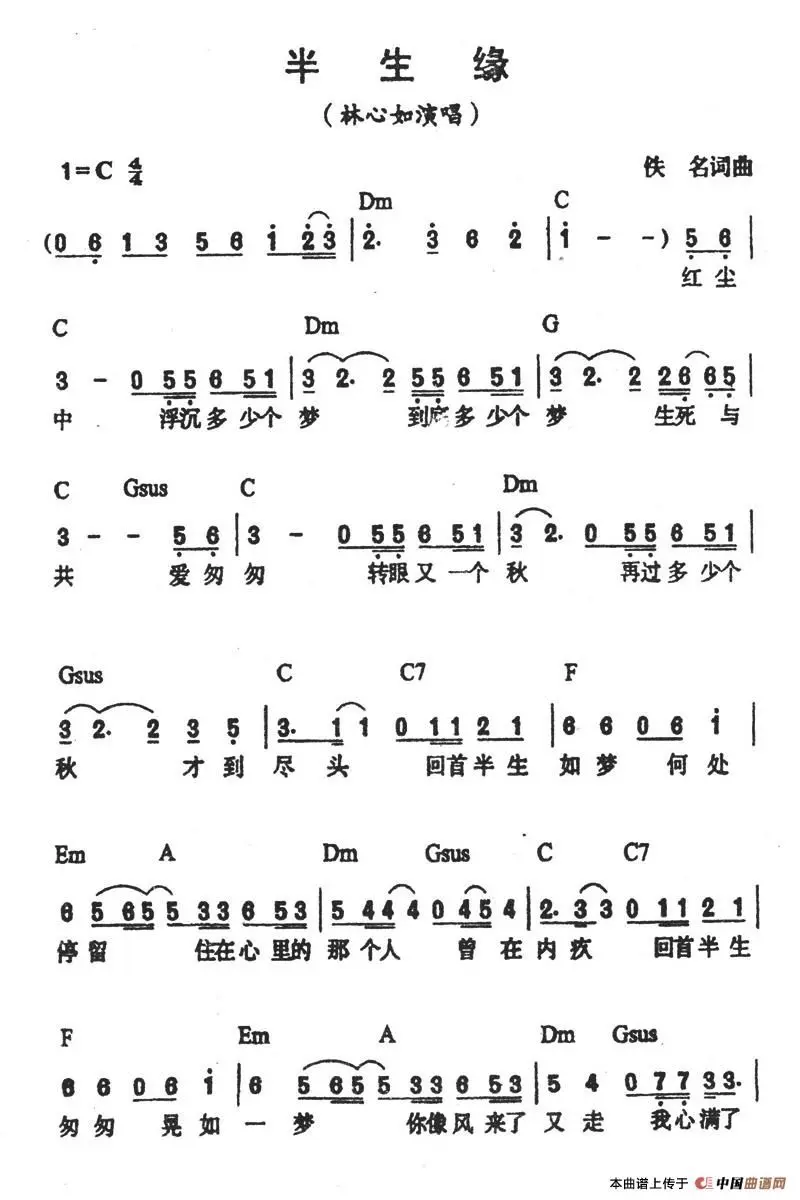 半生缘
(林心如演唱)
1=C 4/4 佚 名词曲
Dm C
(0 6 1 3 5 6 1 2 3 | 2. 3 6 2 | 1 - -) 5 6 |
红尘
C Dm G
3 - 0 5 5 6 5 1 | 3 2. 2 5 5 6 5 1 | 3 2. 2 2 6 6 5 |
中 浮沉多少个梦 到底多少个梦 生死与
C Gsus C Dm
3 - - 5 6 | 3 - 0 5 5 6 5 1 | 3 2. 0 5 5 6 5 1 |
共 爱匆匆 转眼又一个秋 再过多少个
Gsus C C7 F
3 2. 2 3 5 | 3. 1 1 0 1 1 2 1 | 6 6 0 6 i |
秋 才到尽头 回首半生如梦何处
Em A Dm Gsus C C7
6 5 6 5 5 3 3 6 5 3 | 5 4 4 4 0 4 5 4 | 2. 3 3 0 1 1 2 1 |
停留 住在心里的那个人 曾在内疚 回首半生
F Em A Dm Gsus
6 6 0 6 i | 6 5 6 5 5 3 3 6 5 3 | 5 4 0 7 7 3 3. |
匆匆 晃如一梦 你像风来了又走 我心满了
本曲谱上传于 中国曲谱网